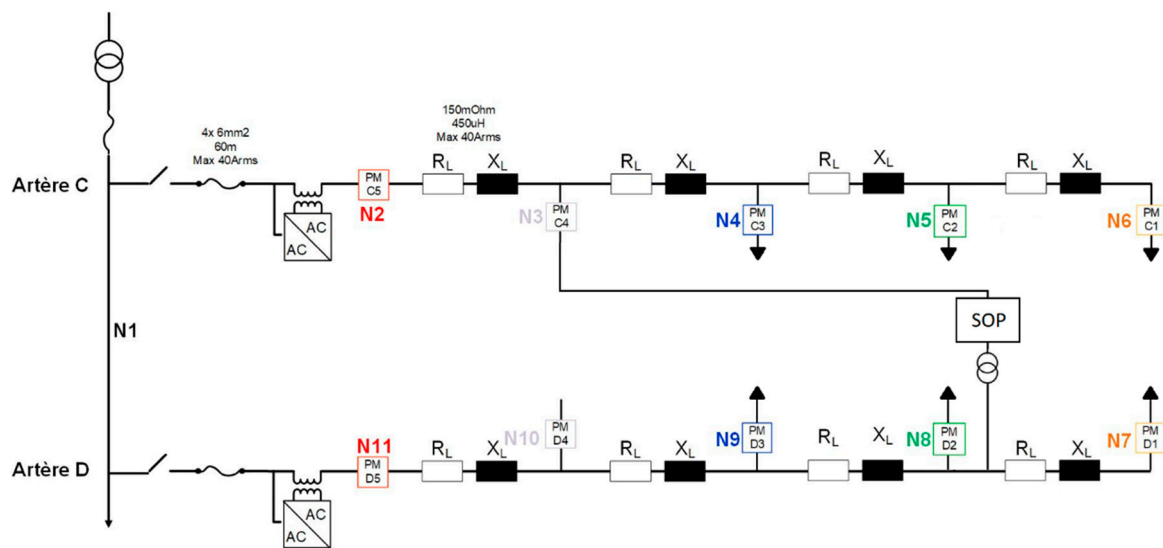 150mOhm
450uH
Max 40Arms
4x 6mm2
60m
Max 40Arms
Artère C
PM
C5
N2
AC
AC
RL
XL
N3
PM
C4
RL
XL
N4
PM
C3
RL
XL
N5
PM
C2
RL
XL
N6
PM
C1
N1
SOP
Artère D
N11
PM
D5
AC
AC
RL
XL
N10
PM
D4
RL
XL
N9
PM
D3
RL
XL
N8
PM
D2
RL
XL
N7
PM
D1